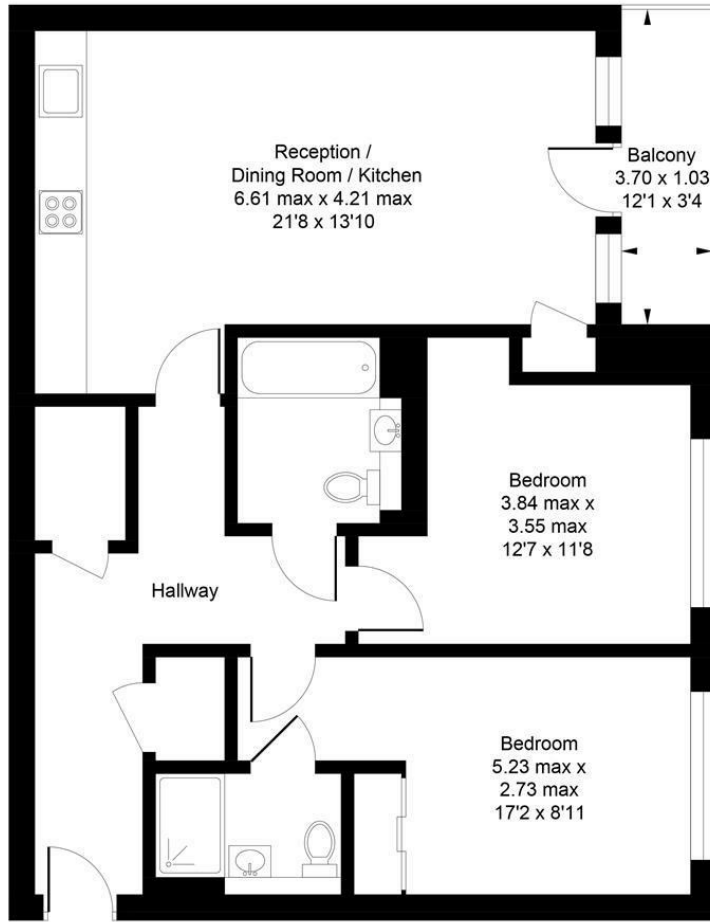 Reception /
Dining Room / Kitchen
6.61 max x 4.21 max
21'8 x 13'10
Balcony
3.70 x 1.03
12'1 x 3'4
Bedroom
3.84 max x
3.55 max
12'7 x 11'8
Hallway
Bedroom
5.23 max x
2.73 max
17'2 x 8'11